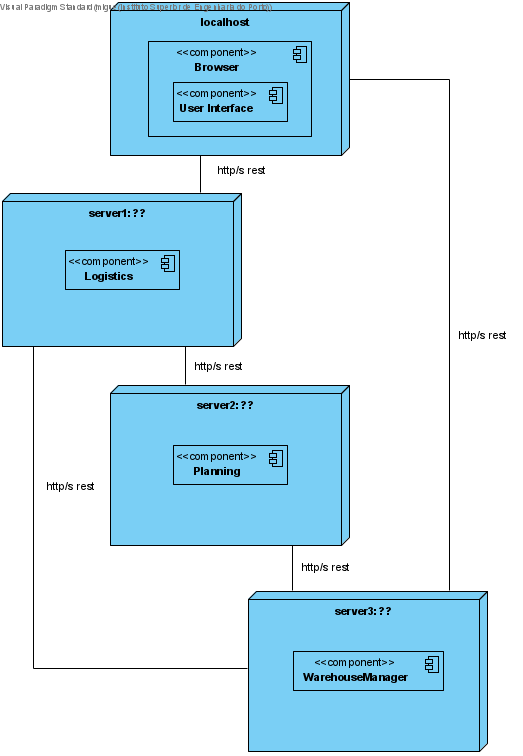 Visual Paradigm Standard(miguel(Instituto Superior de Engenharia do Porto))
localhost
<<component>>
Browser
<<component>>
User Interface
http/s rest
server1:??
<<component>>
Logistics
http/s rest
http/s rest
server2:??
<<component>>
Planning
http/s rest
http/s rest
server3:??
<<component>>
WarehouseManager